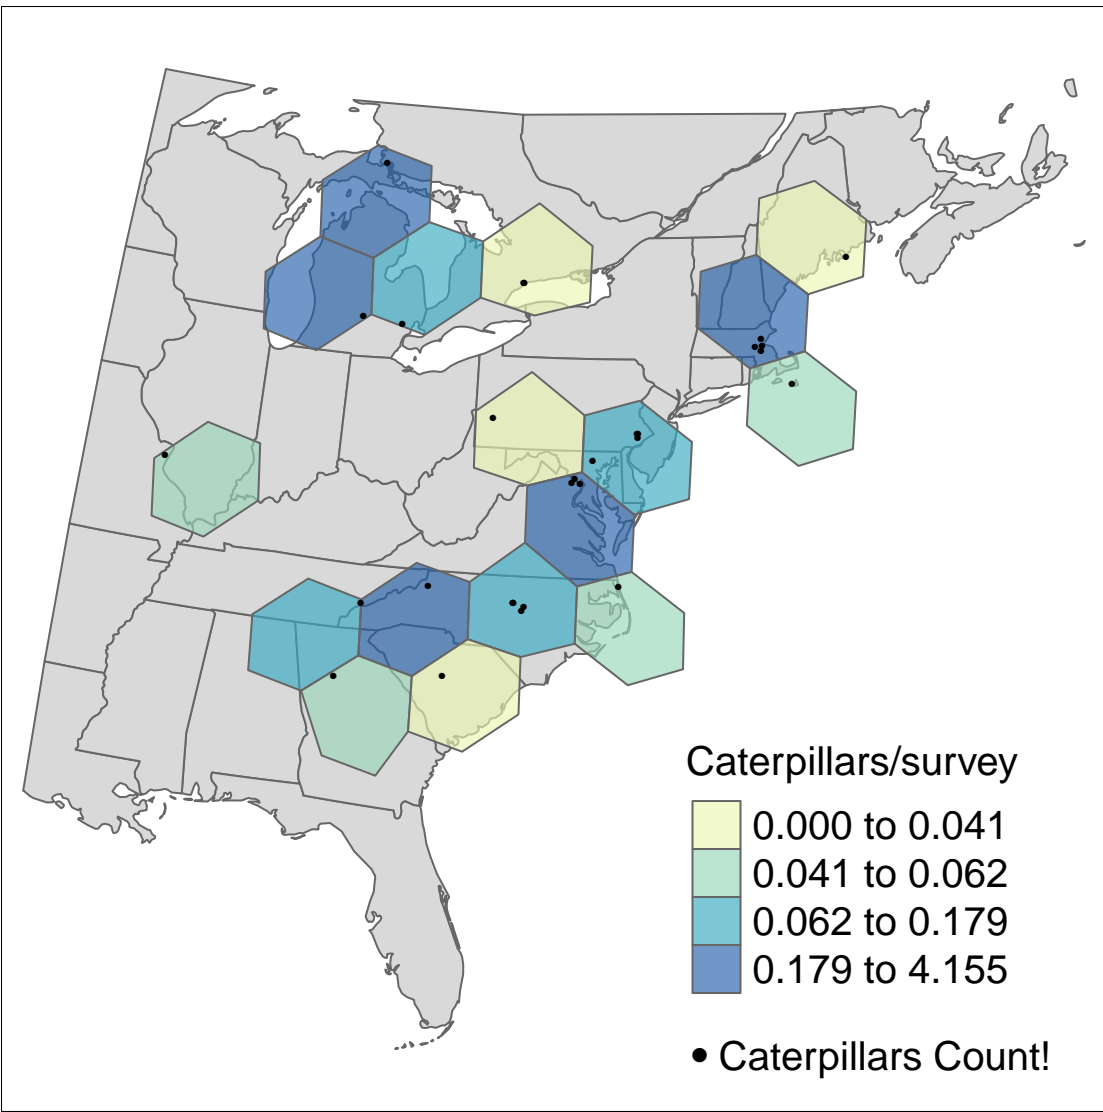 Caterpillars/survey
0.000 to 0.041
0.041 to 0.062
0.062 to 0.179
0.179 to 4.155
Caterpillars Count!